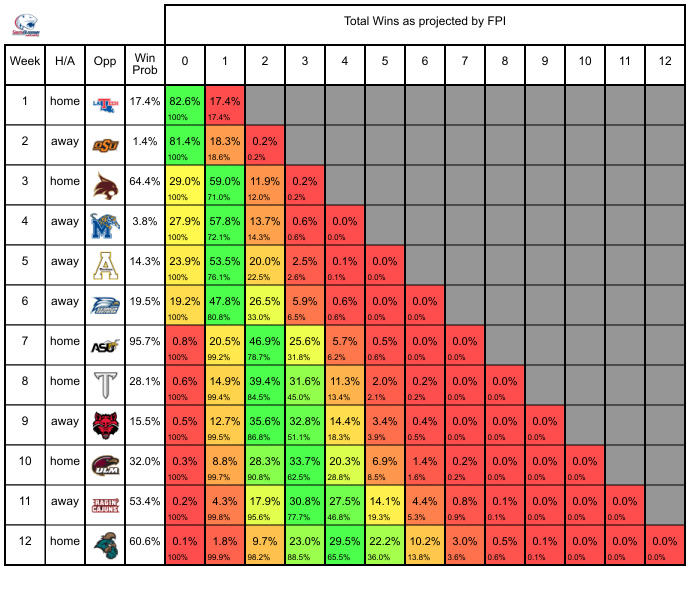 Total Wins as projected by FPI
Week H/A Opp Win Prob 0 1 2 3 4 5 6 7 8 9 10 11 12
1 home LA TECH 17.4% 82.6% 17.4%
100% 17.4%
2 away OSU 1.4% 81.4% 18.3% 0.2%
100% 18.6% 0.2%
3 home 64.4% 29.0% 59.0% 11.9% 0.2%
100% 71.0% 12.0% 0.2%
4 away M 3.8% 27.9% 57.8% 13.7% 0.6% 0.0%
100% 72.1% 14.3% 0.6% 0.0%
5 away A 14.3% 23.9% 53.5% 20.0% 2.5% 0.1% 0.0%
100% 76.1% 22.5% 2.6% 0.1% 0.0%
6 away 19.5% 19.2% 47.8% 26.5% 5.9% 0.6% 0.0% 0.0%
100% 80.8% 33.0% 6.5% 0.6% 0.0% 0.0%
7 home ASU 95.7% 0.8% 20.5% 46.9% 25.6% 5.7% 0.5% 0.0% 0.0%
100% 99.2% 78.7% 31.8% 6.2% 0.6% 0.0% 0.0%
8 home T 28.1% 0.6% 14.9% 39.4% 31.6% 11.3% 2.0% 0.2% 0.0% 0.0%
100% 99.4% 84.5% 45.0% 13.4% 2.1% 0.2% 0.0% 0.0%
9 away 15.5% 0.5% 12.7% 35.6% 32.8% 14.4% 3.4% 0.4% 0.0% 0.0% 0.0%
100% 99.5% 86.8% 51.1% 18.3% 3.9% 0.5% 0.0% 0.0% 0.0%
10 home ULM 32.0% 0.3% 8.8% 28.3% 33.7% 20.3% 6.9% 1.4% 0.2% 0.0% 0.0% 0.0%
100% 99.7% 90.8% 62.5% 28.8% 8.5% 1.6% 0.2% 0.0% 0.0% 0.0%
11 away RAGIN CAJUNS 53.4% 0.2% 4.3% 17.9% 30.8% 27.5% 14.1% 4.4% 0.8% 0.1% 0.0% 0.0% 0.0%
100% 99.8% 95.6% 77.7% 46.8% 19.3% 5.3% 0.9% 0.1% 0.0% 0.0% 0.0%
12 home 60.6% 0.1% 1.8% 9.7% 23.0% 29.5% 22.2% 10.2% 3.0% 0.5% 0.1% 0.0% 0.0% 0.0%
100% 99.9% 98.2% 88.5% 65.5% 36.0% 13.8% 3.6% 0.6% 0.1% 0.0% 0.0% 0.0%